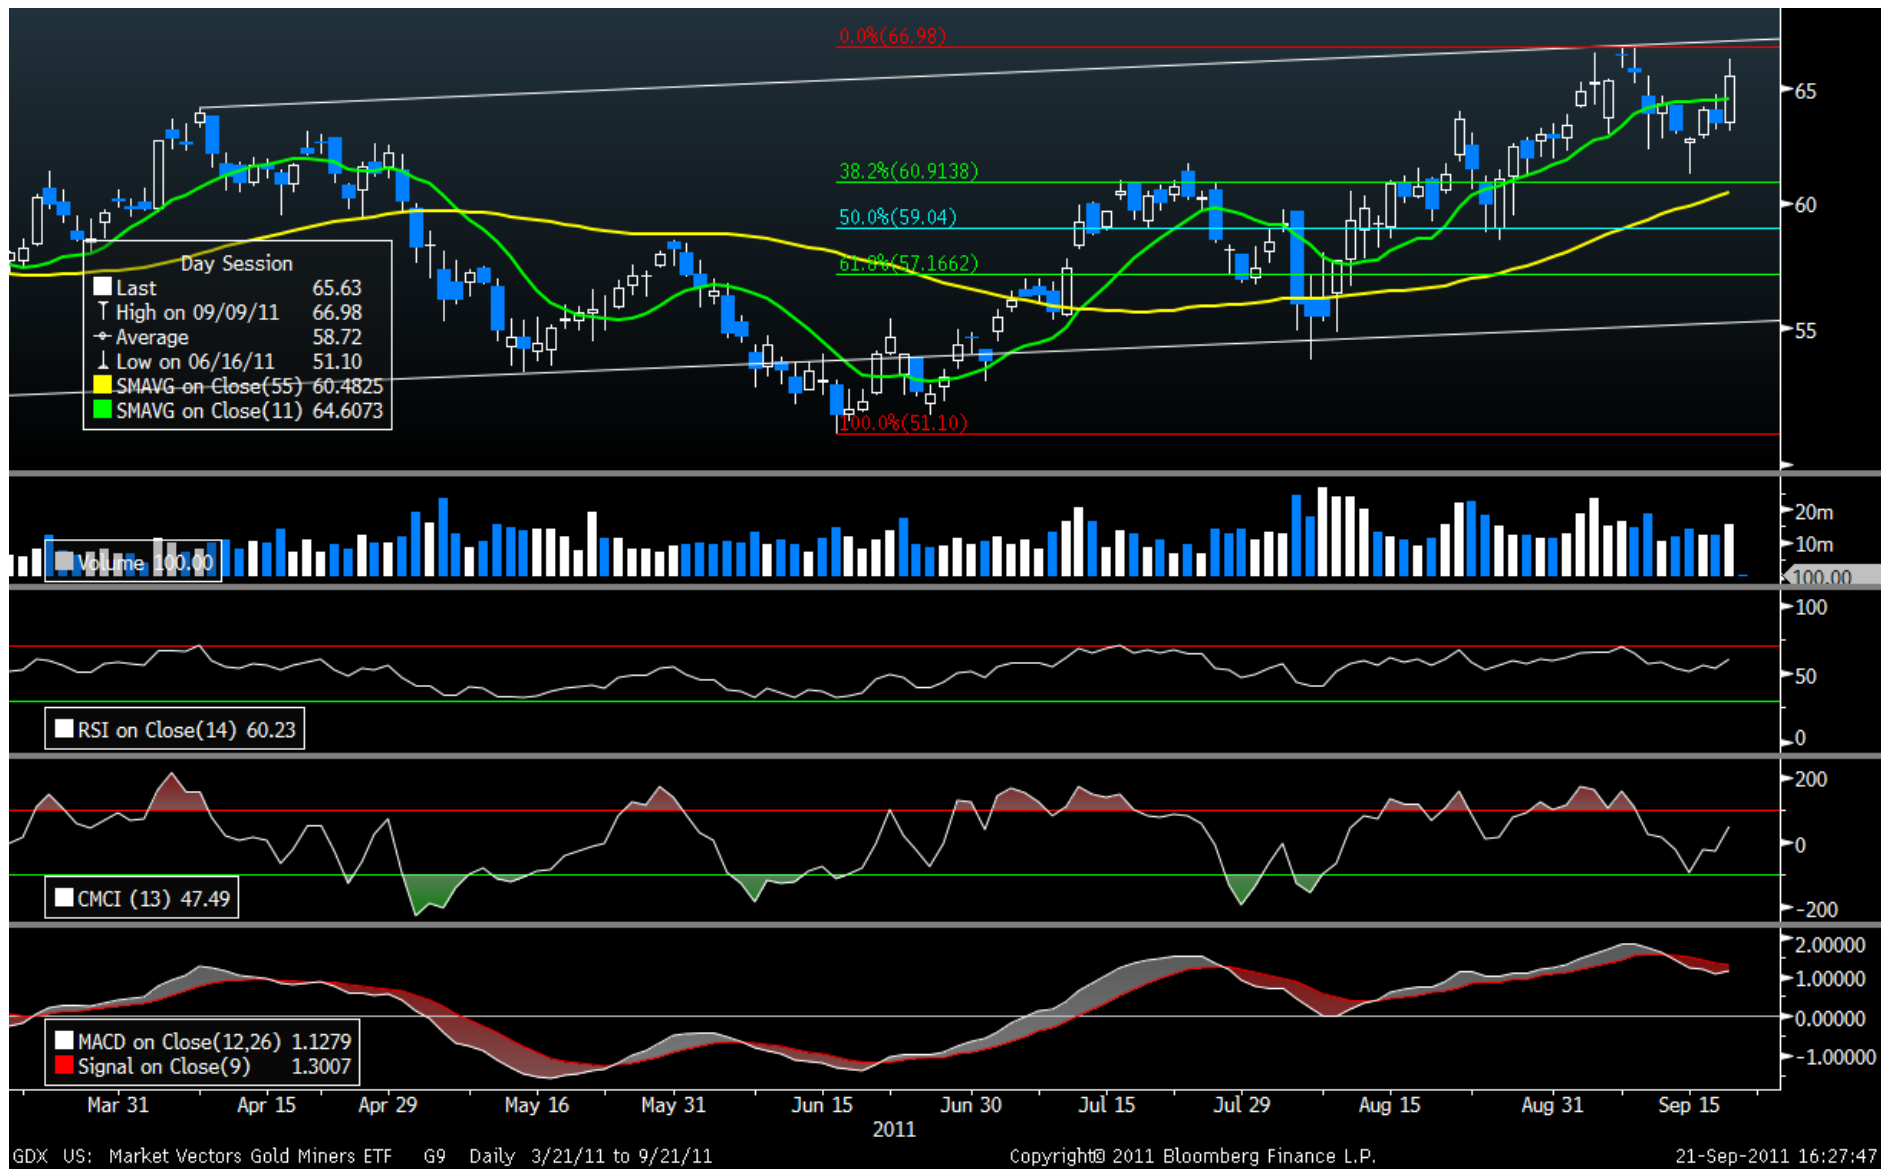 0.0%(66.98)
65
38.2%(60.9138)
60
50.0%(59.04)
61.8%(57.1662)
55
100.0%(51.10)
Day Session
Last 65.63
High on 09/09/11 66.98
Average 58.72
Low on 06/16/11 51.10
SMAVG on Close(55) 60.4825
SMAVG on Close(11) 64.6073
20m
10m
Volume 100.00
100.00
100
50
0
RSI on Close(14) 60.23
200
0
-200
CMCI (13) 47.49
2.00000
1.00000
0.00000
-1.00000
MACD on Close(12,26) 1.1279
Signal on Close(9) 1.3007
Mar 31 Apr 15 Apr 29 May 16 May 31 Jun 15 Jun 30 Jul 15 Jul 29 Aug 15 Aug 31 Sep 15
2011
GDX US: Market Vectors Gold Miners ETF G9 Daily 3/21/11 to 9/21/11 Copyright© 2011 Bloomberg Finance L.P. 21-Sep-2011 16:27:47